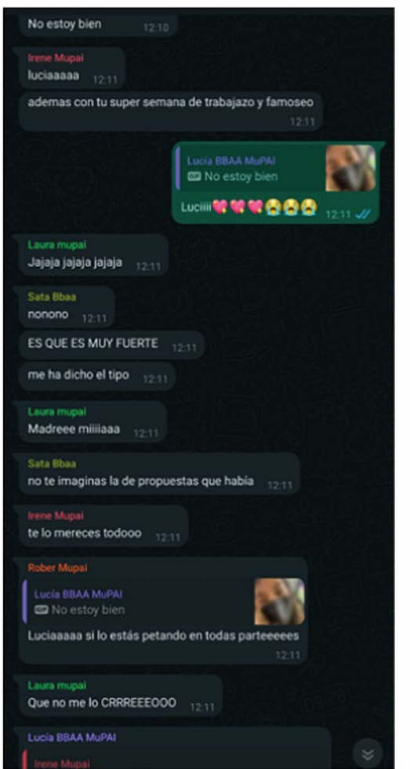 No estoy bien 12:10
Irene Mupai
luciaaaaa 12:11
ademas con tu super semana de trabajazo y famoseo
12:11
Lucía BBAA MuPAI
GIF No estoy bien
Luciiii💖💖💖😭😭😭 12:11
Laura mupai
Jajaja jajaja jajaja 12:11
Sata Bbaa
nonono 12:11
ES QUE ES MUY FUERTE 12:11
me ha dicho el tipo 12:11
Laura mupai
Madreee miiiiaaa 12:11
Sata Bbaa
no te imaginas la de propuestas que había 12:11
Irene Mupai
te lo mereces todooo 12:11
Rober Mupai
Lucía BBAA MuPAI
GIF No estoy bien
Luciaaaaa si lo estás petando en todas parteeeees
12:11
Laura mupai
Que no me lo CRRREEEOOO 12:11
Lucía BBAA MuPAI
Irene Mupai